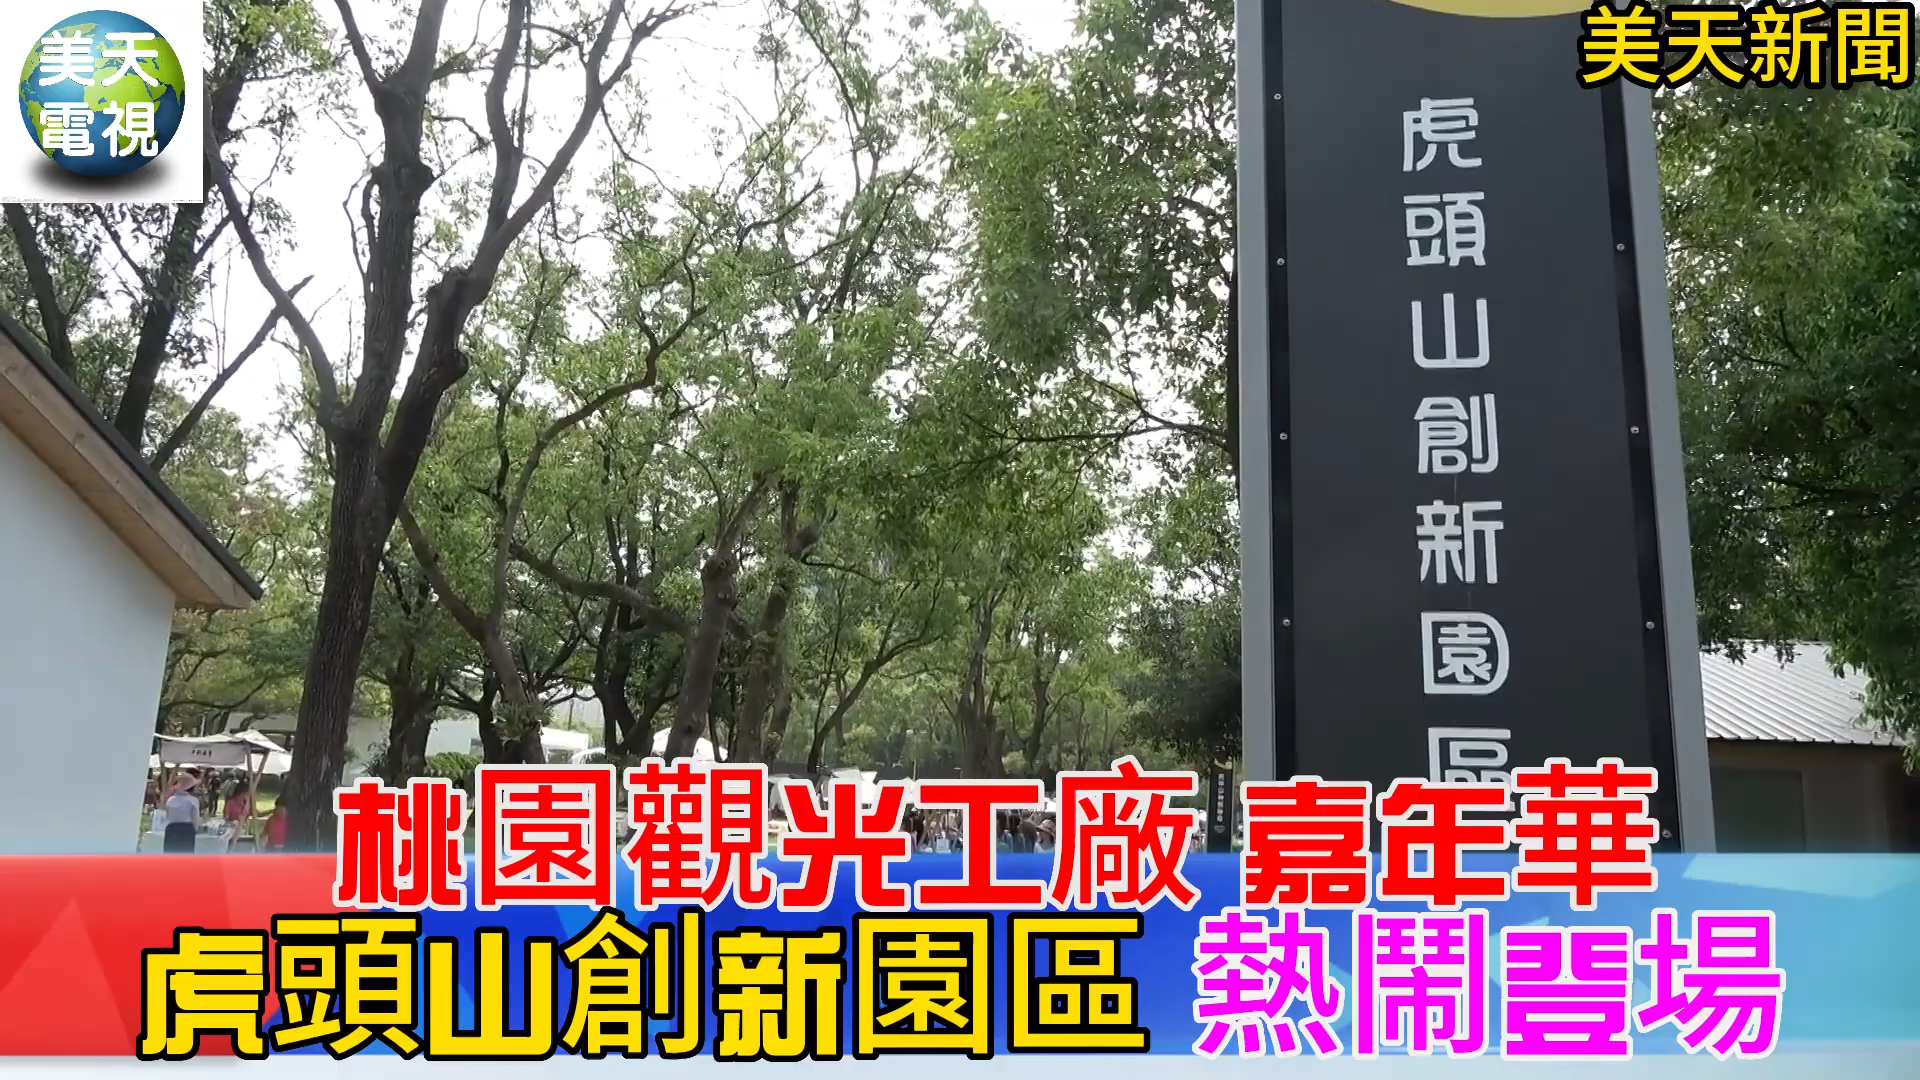 美天
電視
美天新聞
虎頭山創新園區
桃園觀光工廠 嘉年華
虎頭山創新園區 熱鬧登場